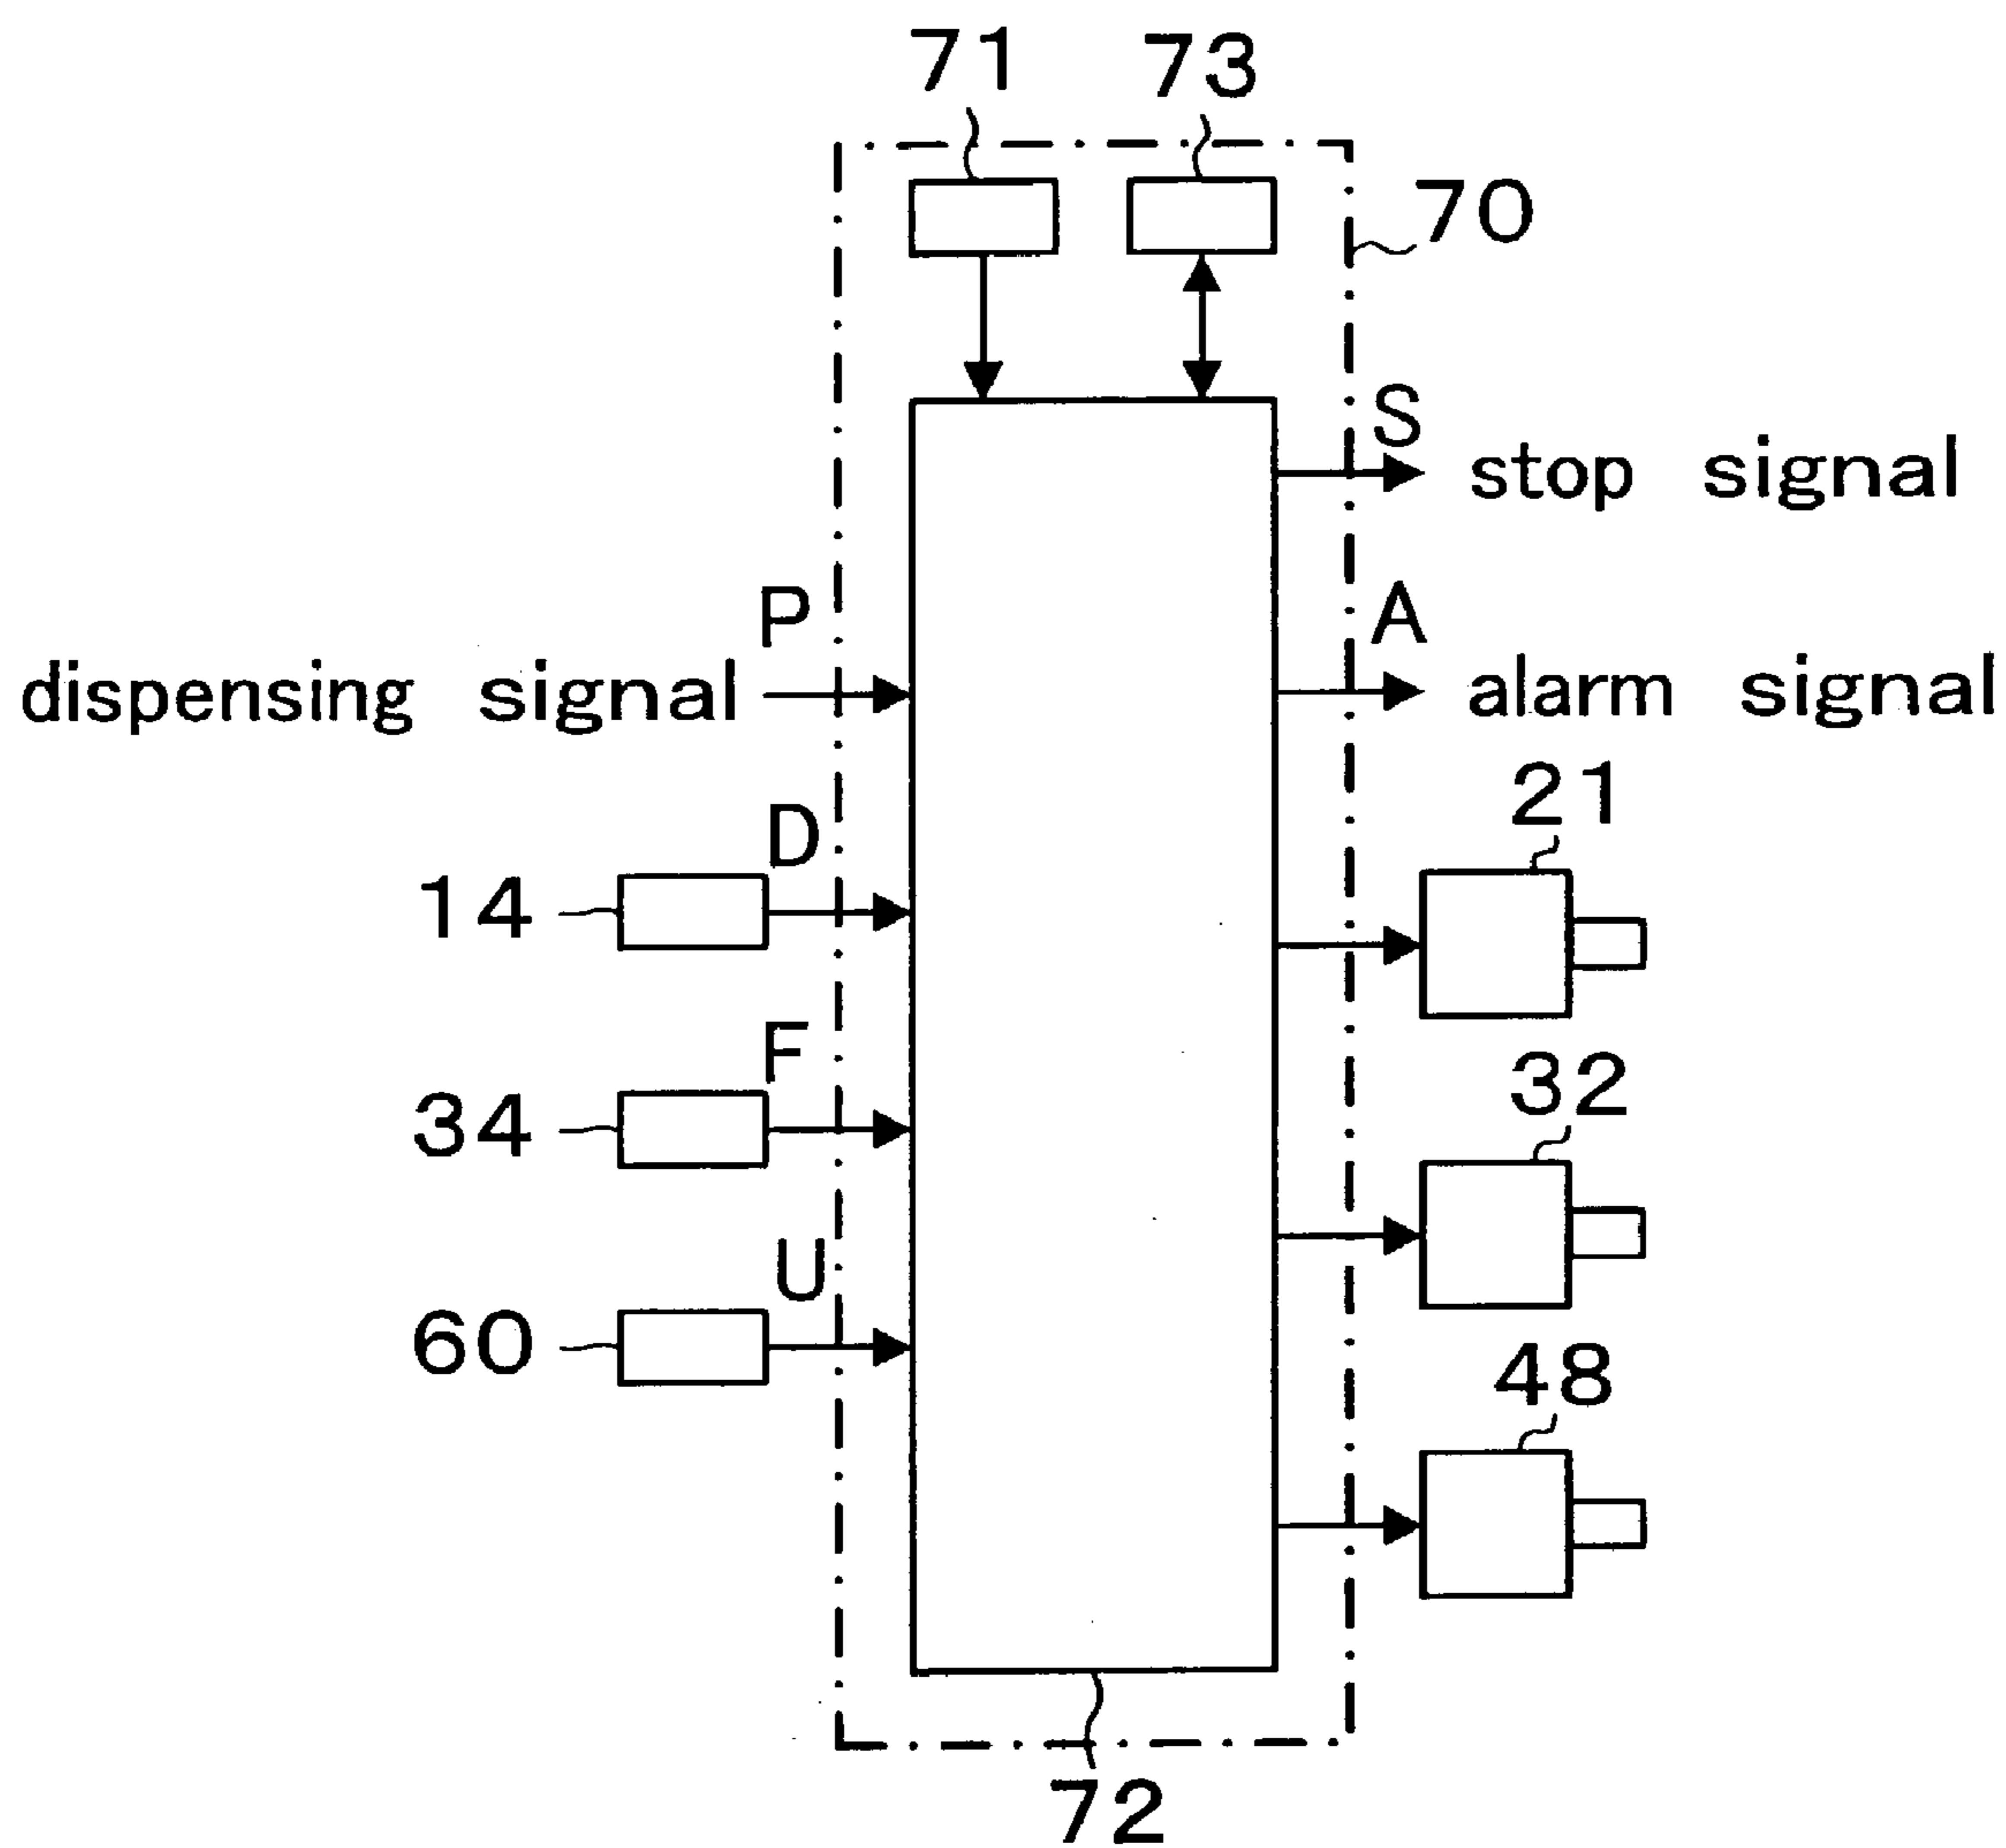 71
73
70
S
stop signal
P
A
dispensing signal
alarm signal
21
D
14
F
32
34
U
48
60
72